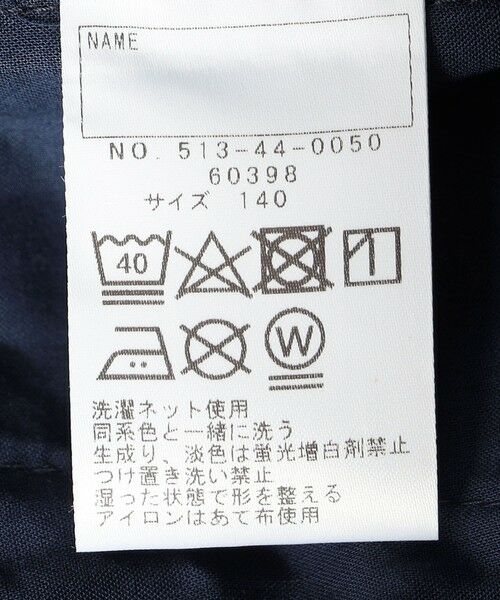 NAME
NO. 513-44-0050
60398
サイズ 140
40
W
洗濯ネット使用
同系色と一緒に洗う
生成り、淡色は蛍光増白剤禁止
つけ置き洗い禁止
湿った状態で形を整える
アイロンはあて布使用